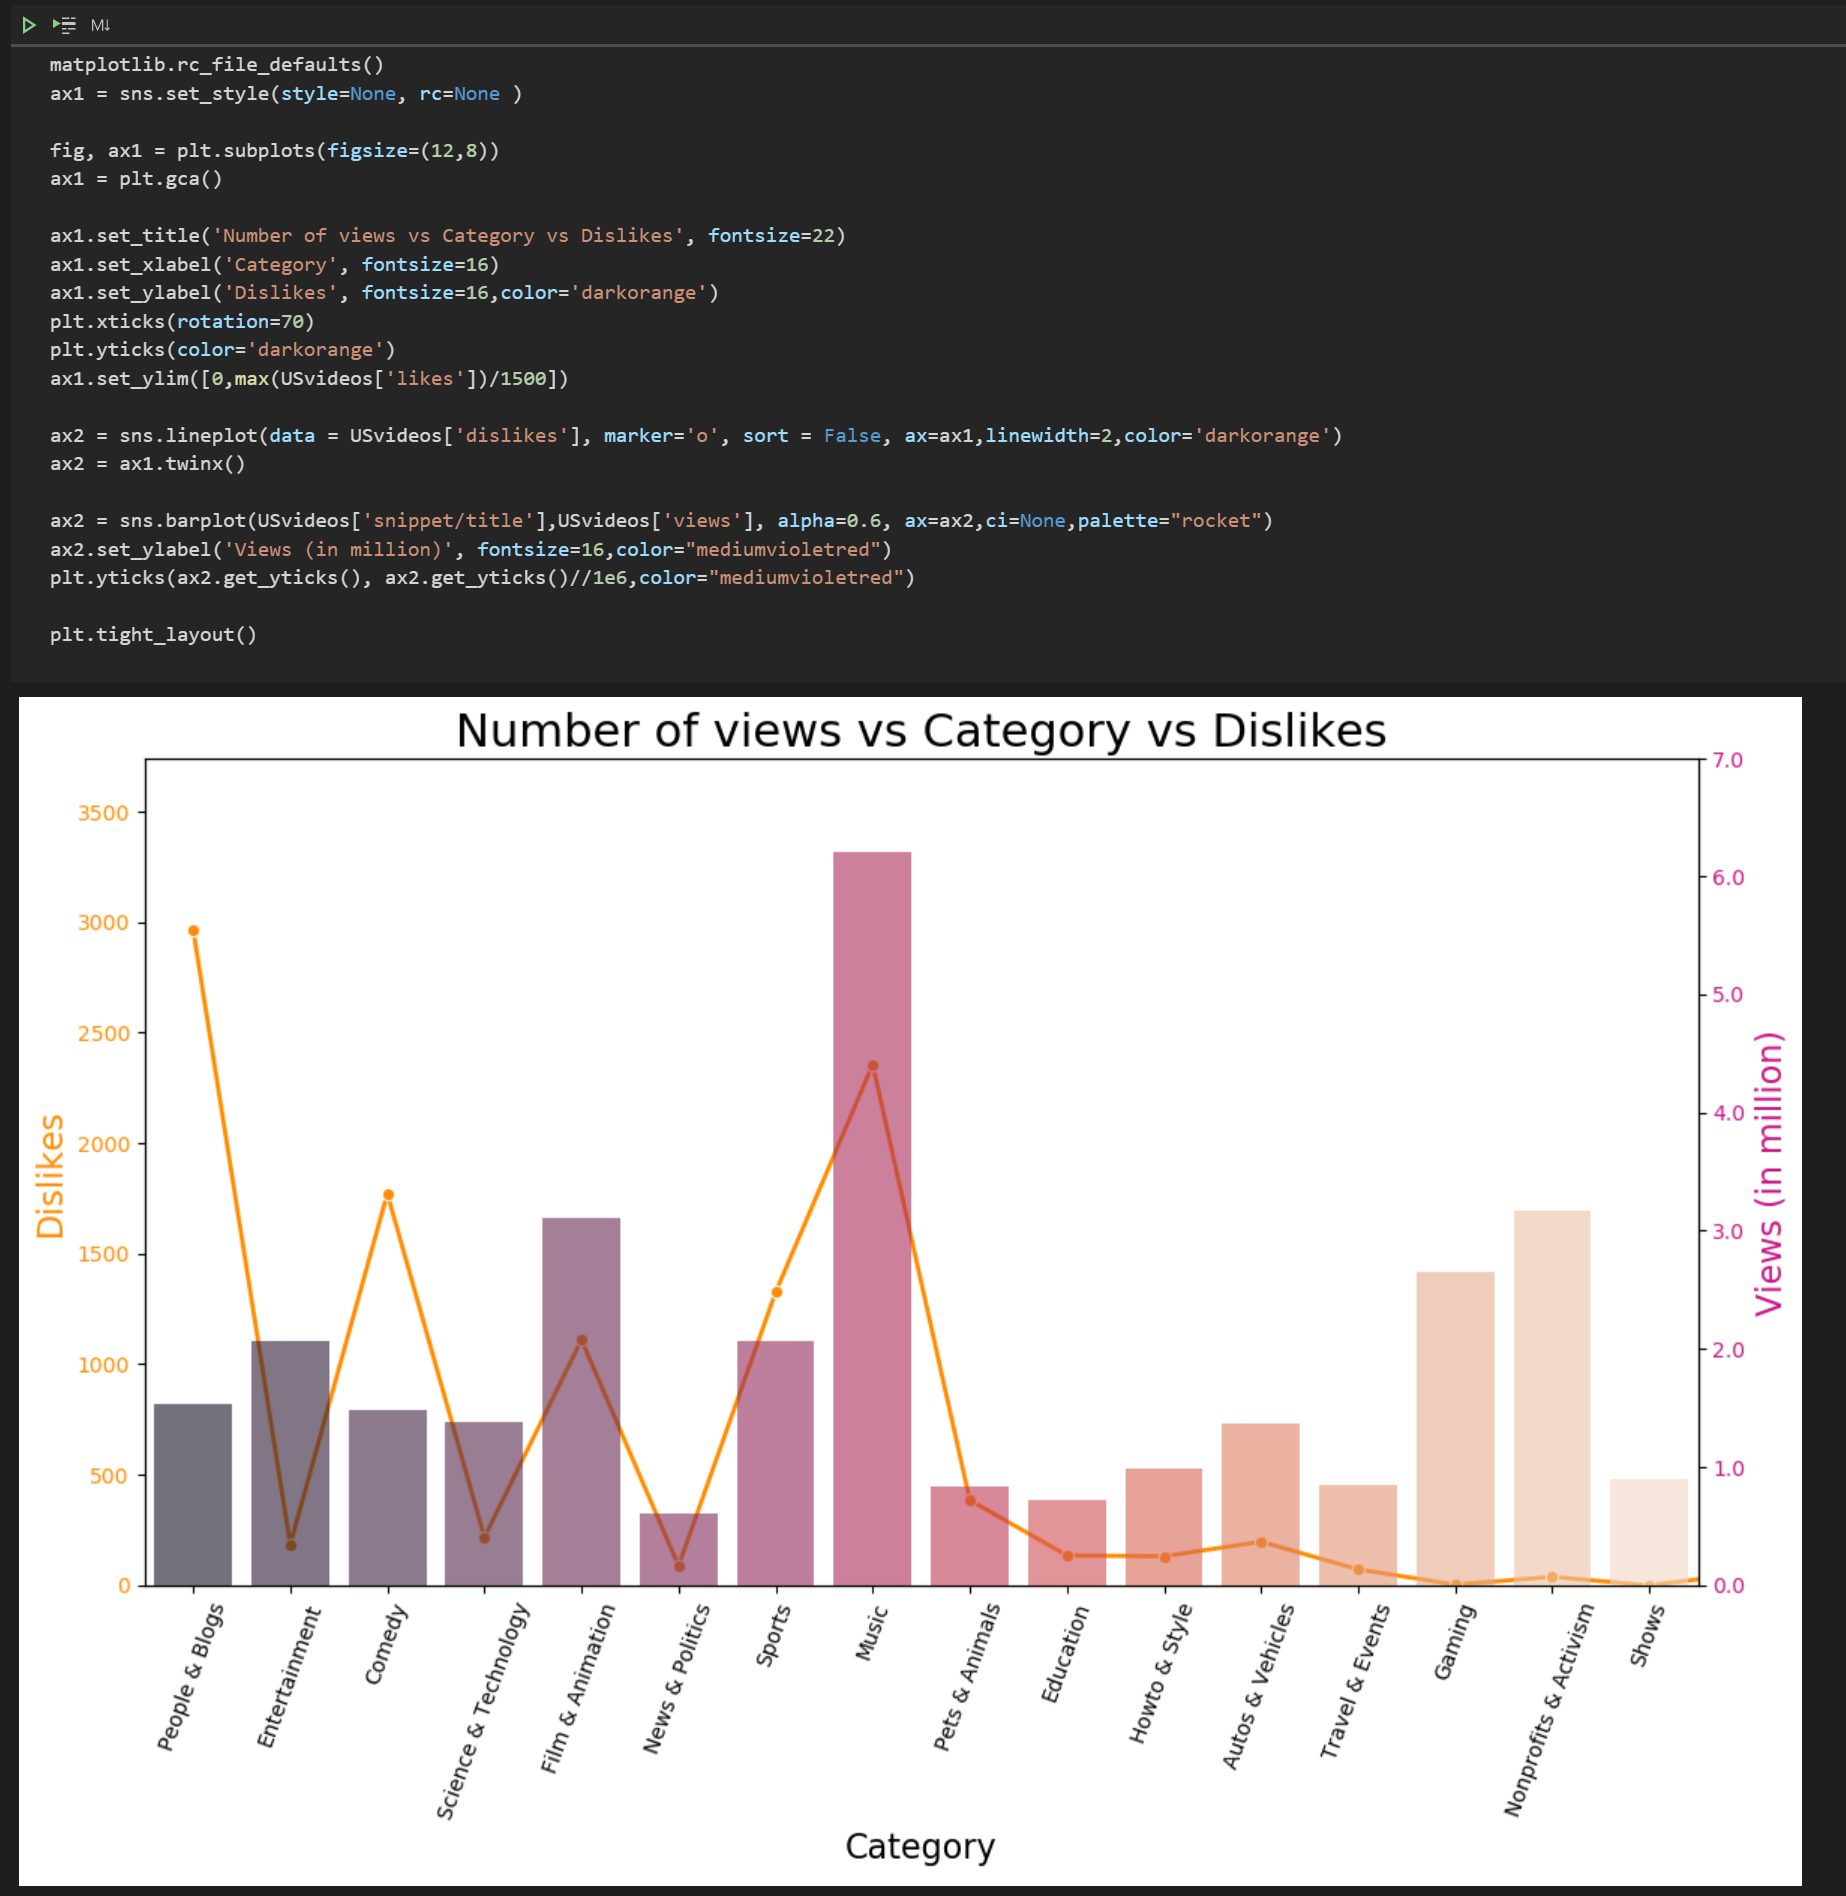 M↓
matplotlib.rc_file_defaults()
ax1 = sns.set_style(style=None, rc=None )
fig, ax1 = plt.subplots(figsize=(12,8))
ax1 = plt.gca()
ax1.set_title('Number of views vs Category vs Dislikes', fontsize=22)
ax1.set_xlabel('Category', fontsize=16)
ax1.set_ylabel('Dislikes', fontsize=16,color='darkorange')
plt.xticks(rotation=70)
plt.yticks(color='darkorange')
ax1.set_ylim([0,max(USvideos['likes'])/1500])
ax2 = sns.lineplot(data = USvideos['dislikes'], marker='o', sort = False, ax=ax1,linewidth=2,color='darkorange')
ax2 = ax1.twinx()
ax2 = sns.barplot(USvideos['snippet/title'],USvideos['views'], alpha=0.6, ax=ax2,ci=None,palette="rocket")
ax2.set_ylabel('Views (in million)', fontsize=16,color="mediumvioletred")
plt.yticks(ax2.get_yticks(), ax2.get_yticks()//1e6,color="mediumvioletred")
plt.tight_layout()
Number of views vs Category vs Dislikes
Dislikes
3500
3000
2500
2000
1500
1000
500
0
7.0
6.0
5.0
4.0
3.0
2.0
1.0
0.0
Views (in million)
People & Blogs
Entertainment
Comedy
Science & Technology
Film & Animation
News & Politics
Sports
Music
Pets & Animals
Education
Howto & Style
Autos & Vehicles
Travel & Events
Gaming
Nonprofits & Activism
Shows
Category